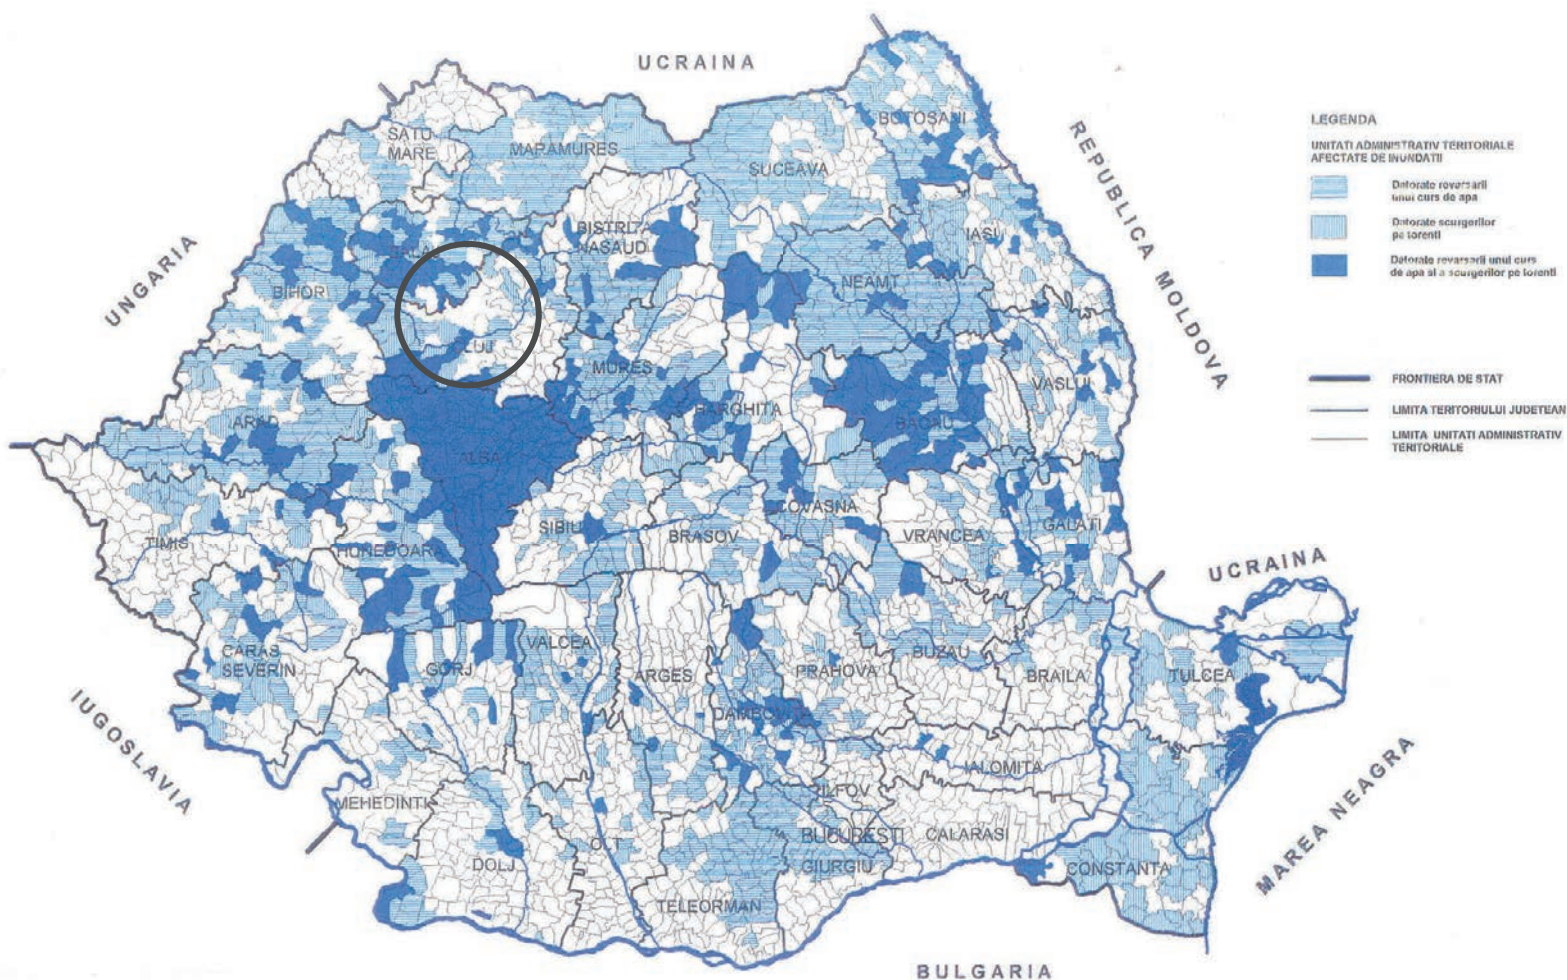 UCRAINA
UNGARIA
REPUBLICA MOLDOVA
IUGOSLAVIA
BULGARIA
MAREA NEAGRA
UCRAINA
SATU
MARE
MARAMURES
SUCEAVA
BOTOSANI
BISTRITA
NASAUD
IASI
BIHOR
NEAMT
MURES
HARGHITA
BACAU
VASLUI
ARAD
ALBA
TIMIS
HUNEDOARA
SIBIU
BRASOV
COVASNA
VRANCEA
GALATI
CARAS
SEVERIN
GORJ
VALCEA
ARGES
PRAHOVA
BUZAU
BRAILA
TULCEA
IALOMITA
MEHEDINTI
DOLJ
OLT
ILFOV
BUCURESTI
CALARASI
GIURGIU
TELEORMAN
CONSTANTA
LEGENDA
UNITATI ADMINISTRATIV TERITORIALE
AFECTATE DE INUNDATII
Datorate revarsarii
unui curs de apa
Datorate scurgerilor
pe torenti
Datorate revarsarii unui curs
de apa si a scurgerilor pe torenti
FRONTIERA DE STAT
LIMITA TERITORIULUI JUDETEAN
LIMITA UNITATI ADMINISTRATIV
TERITORIALE